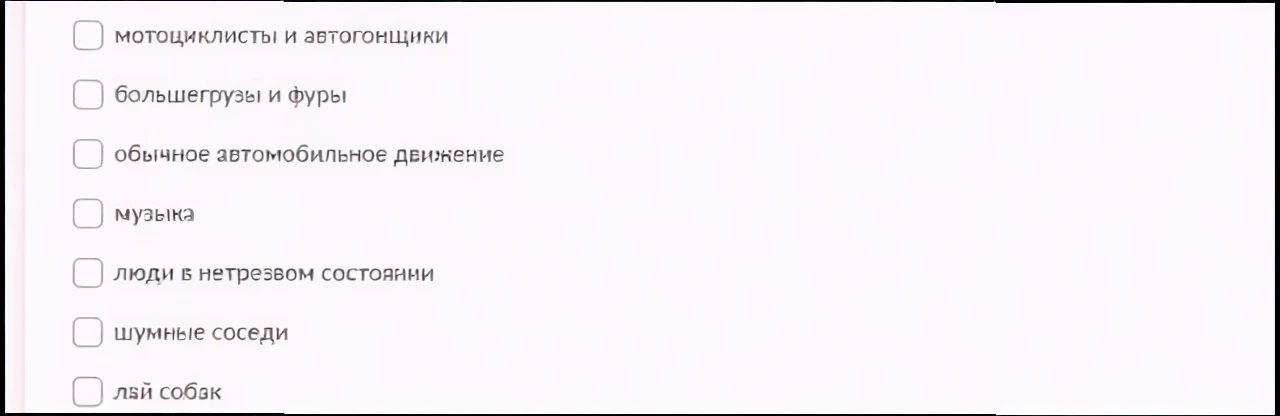 мотоциклисты и автогонщики
большегрузы и фуры
обычное автомобильное движение
музыка
люди в нетрезвом состоянии
шумные соседи
лай собак